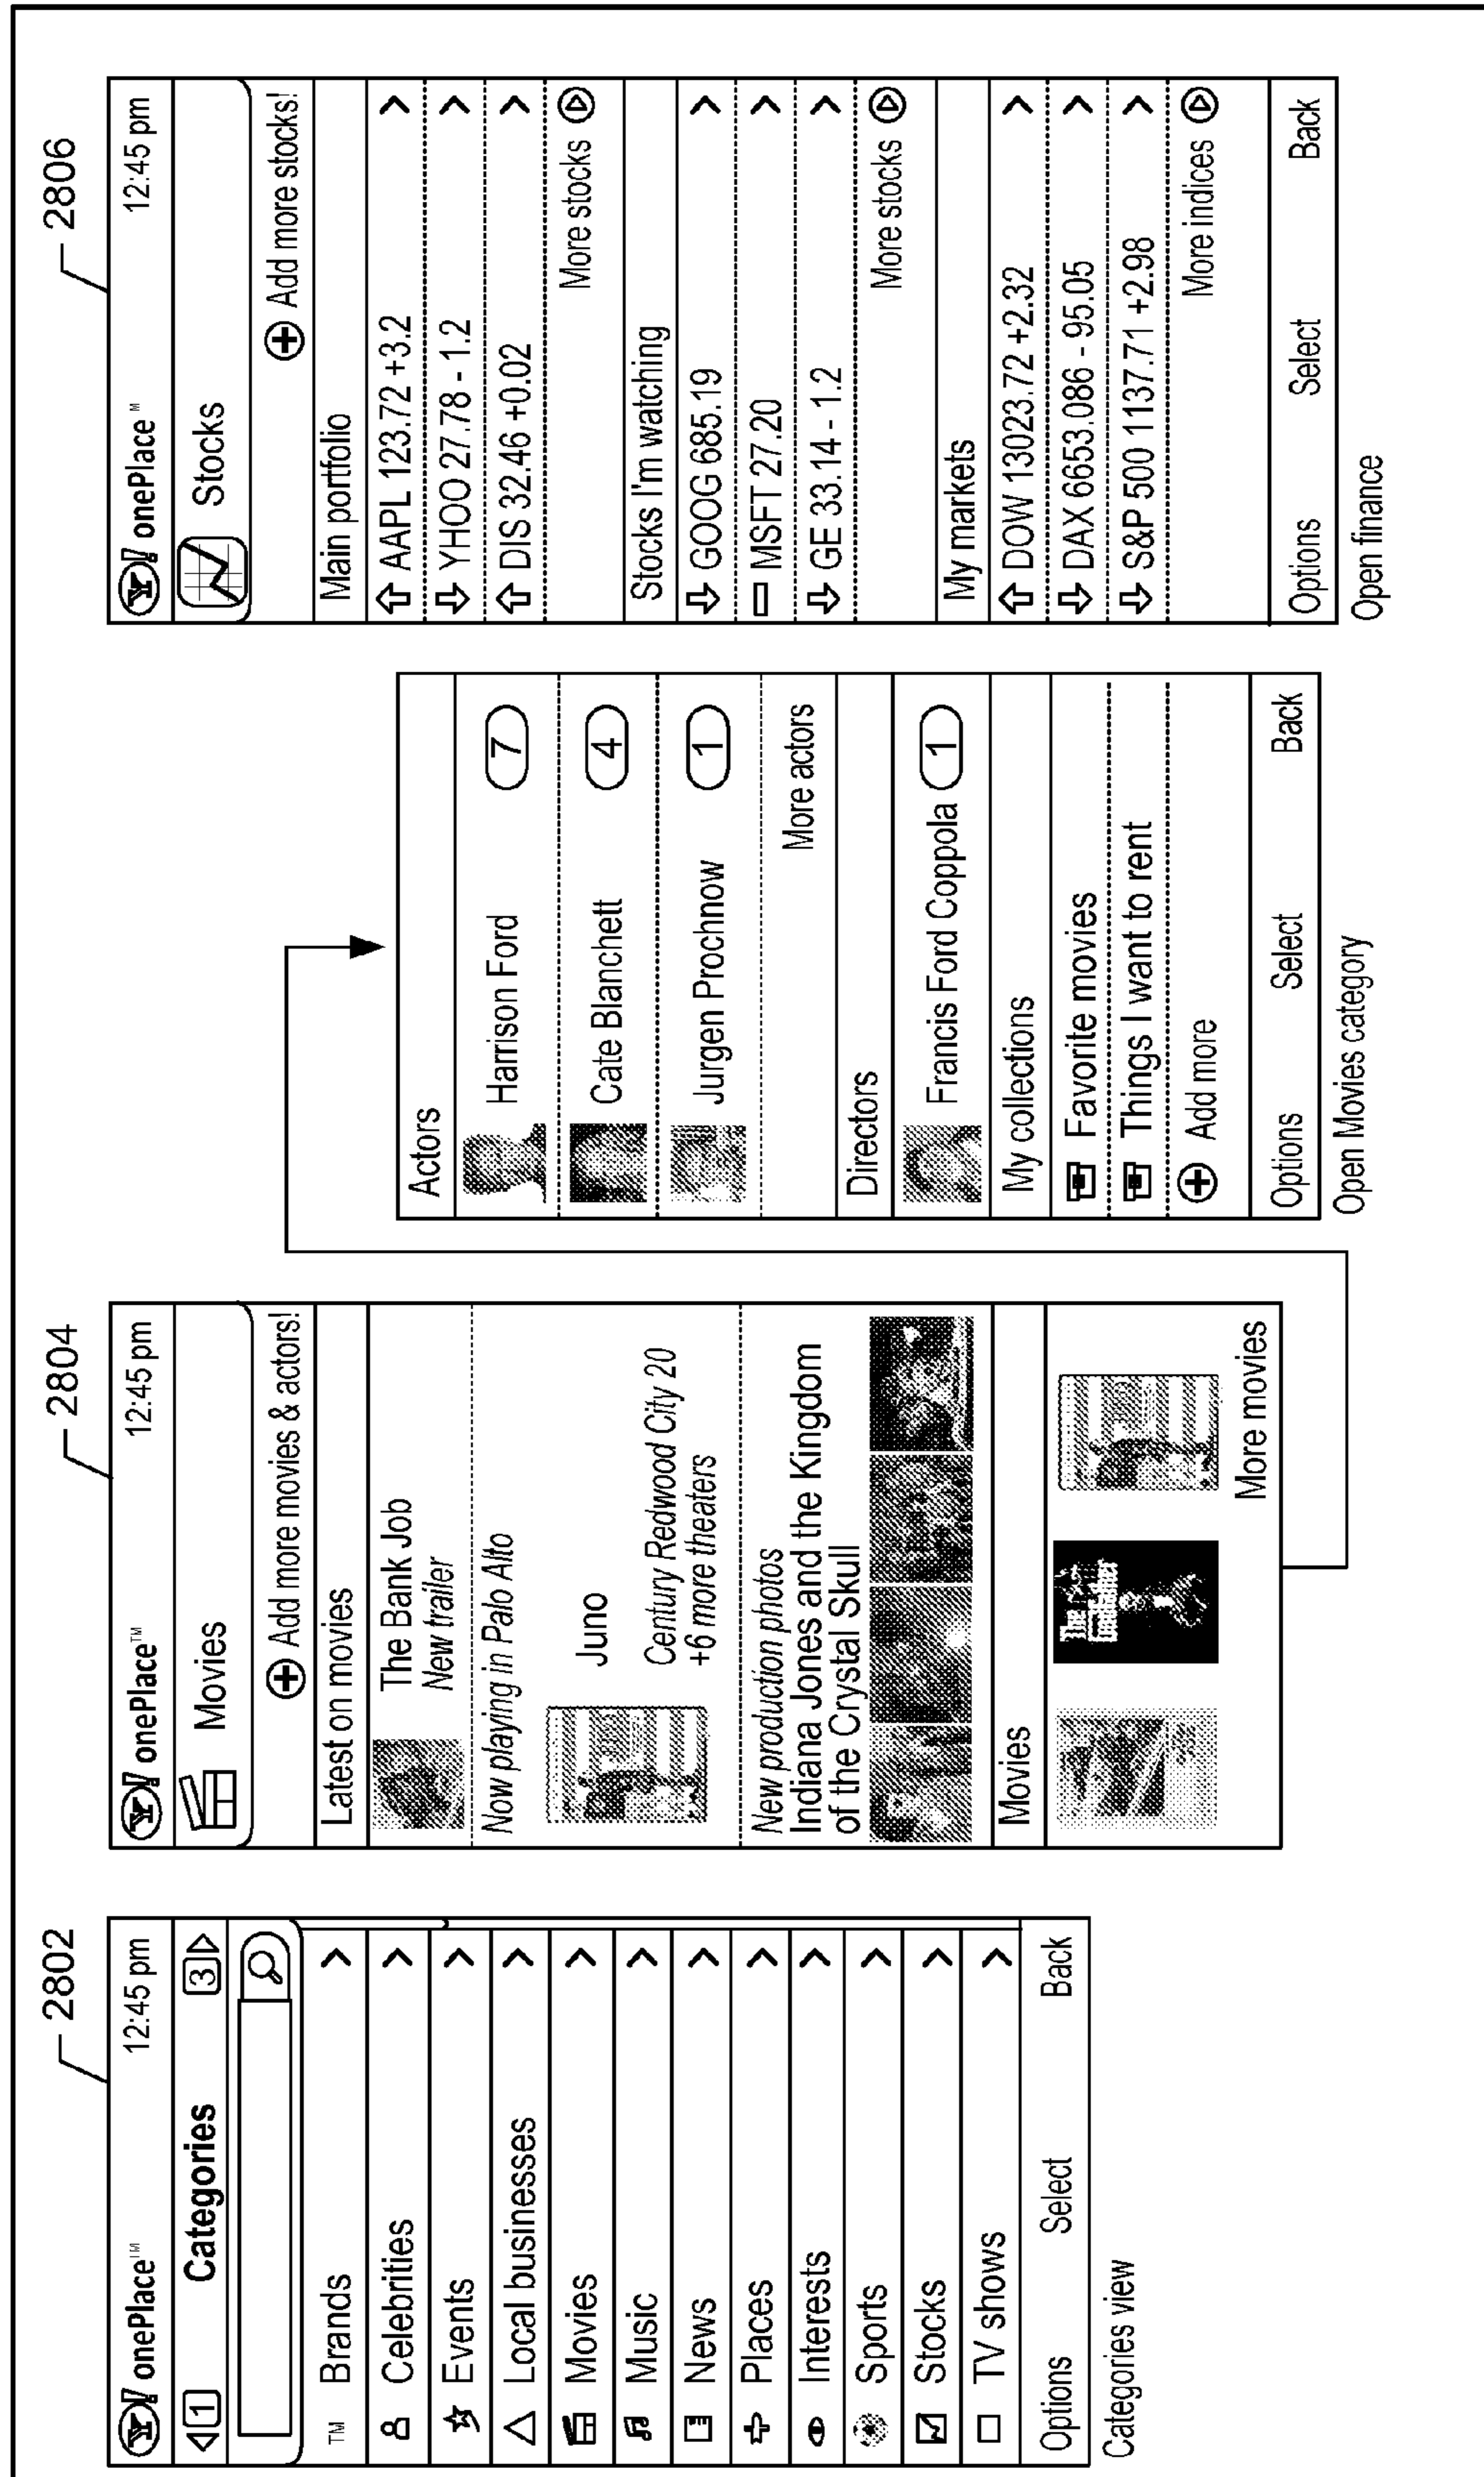 2802
Y! onePlace™ 12:45 pm
1 Categories 3
TM Brands >
Celebrities >
Events >
Local businesses >
Movies >
Music >
News >
Places >
Interests >
Sports >
Stocks >
TV shows >
Options Select Back
Categories view
2804
Y! onePlace™ 12:45 pm
Movies
Add more movies & actors!
Latest on movies
The Bank Job
New trailer
Now playing in Palo Alto
Juno
Century Redwood City 20
+6 more theaters
New production photos
Indiana Jones and the Kingdom
of the Crystal Skull
Movies
The
Godfather
More movies
Actors
Harrison Ford 7
Cate Blanchett 4
Jurgen Prochnow 1
More actors
Directors
Francis Ford Coppola 1
My collections
Favorite movies
Things I want to rent
Add more
Options Select Back
Open Movies category
2806
Y! onePlace™ 12:45 pm
Stocks
Add more stocks!
Main portfolio
AAPL 123.72 +3.2 >
YHOO 27.78 - 1.2 >
DIS 32.46 +0.02 >
More stocks
Stocks I'm watching
GOOG 685.19 >
MSFT 27.20 >
GE 33.14 - 1.2 >
More stocks
My markets
DOW 13023.72 +2.32 >
DAX 6653.086 - 95.05 >
S&P 500 1137.71 +2.98 >
More indices
Options Select Back
Open finance